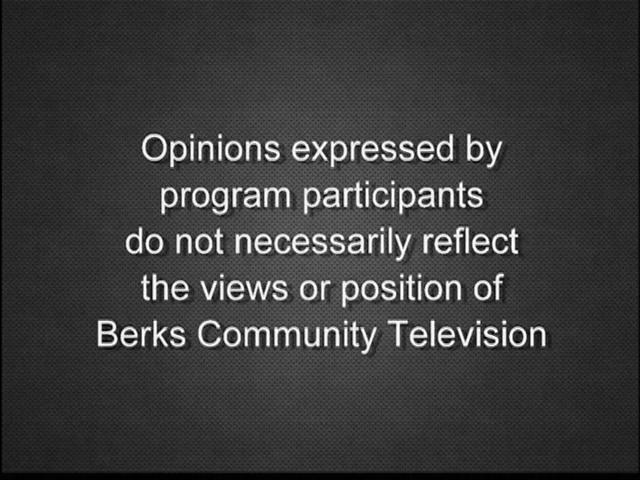 Opinions expressed by
program participants
do not necessarily reflect
the views or position of
Berks Community Television